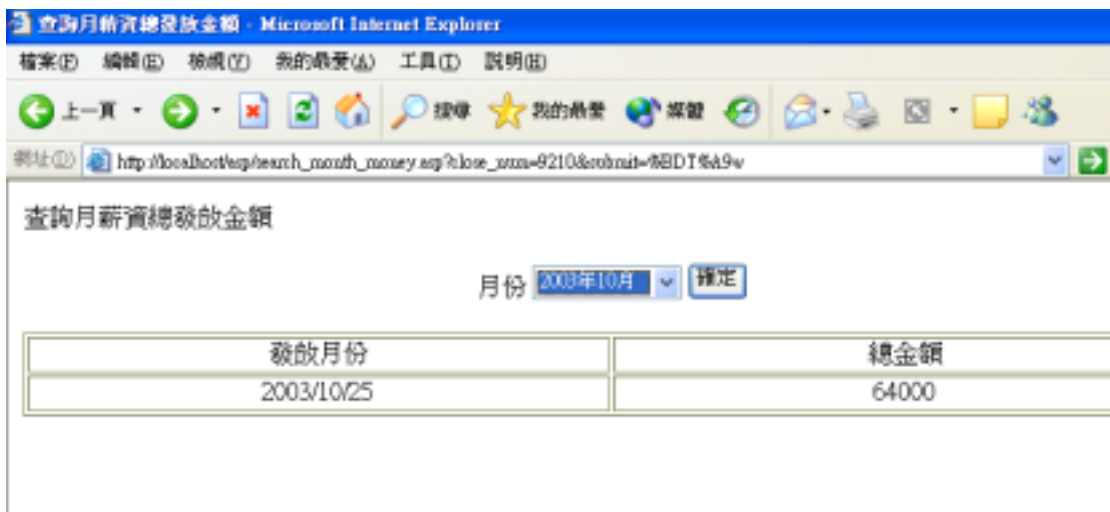 查詢月薪資總發放金額 - Microsoft Internet Explorer
檔案(F) 編輯(E) 檢視(V) 我的最愛(A) 工具(T) 說明(H)
上一頁 搜尋 我的最愛 媒體
網址(D) http://localhost/asp/search_month_money.asp?close_num=9210&submit=%BDT%A9w
查詢月薪資總發放金額
月份 2003年10月 確定
發放月份 總金額
2003/10/25 64000